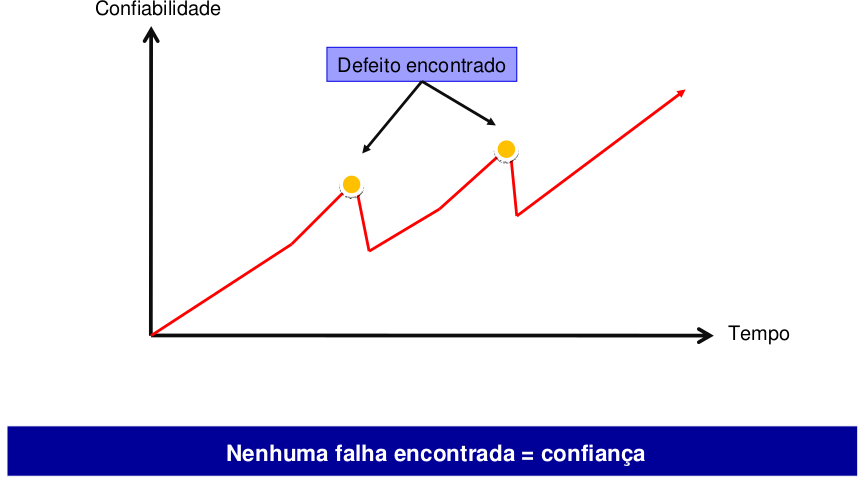 Confiabilidade
Defeito encontrado
Tempo
Nenhuma falha encontrada = confiança